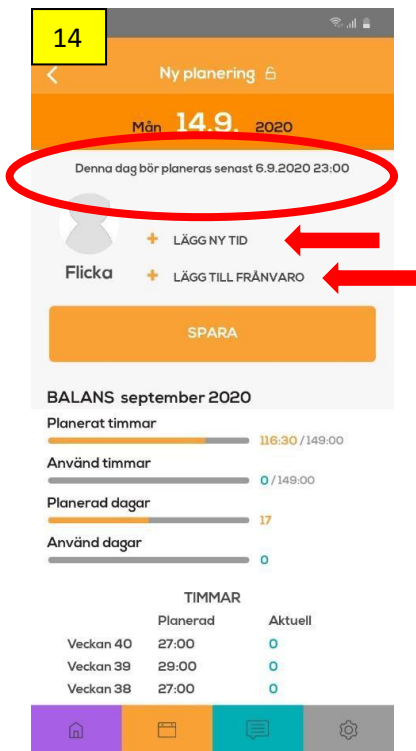 14
Ny planering
Mån 14.9. 2020
Denna dag bör planeras senast 6.9.2020 23:00
+ LÄGG NY TID
Flicka + LÄGG TILL FRÅNVARO
SPARA
BALANS september 2020
Planerat timmar
116:30 / 149:00
Använd timmar
0 / 149:00
Planerad dagar
17
Använd dagar
0
TIMMAR
Planerad Aktuell
Veckan 40 27:00 0
Veckan 39 29:00 0
Veckan 38 27:00 0